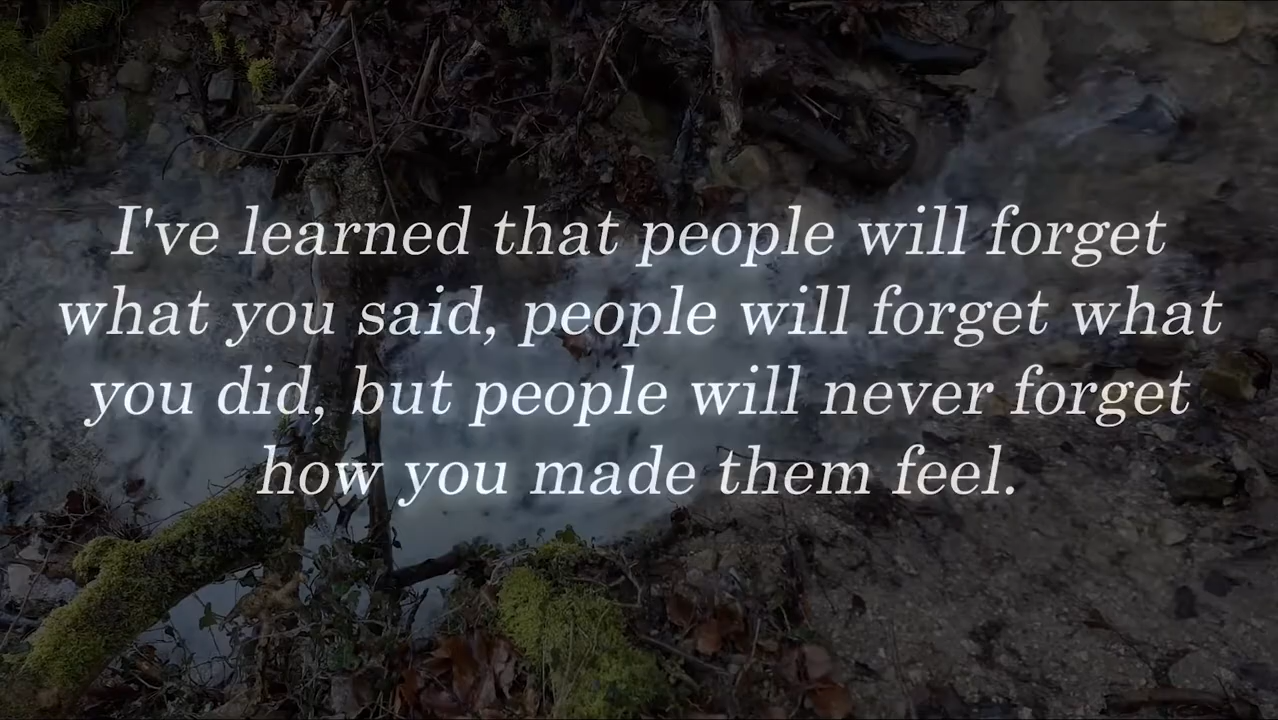 I've learned that people will forget
what you said, people will forget what
you did, but people will never forget
how you made them feel.